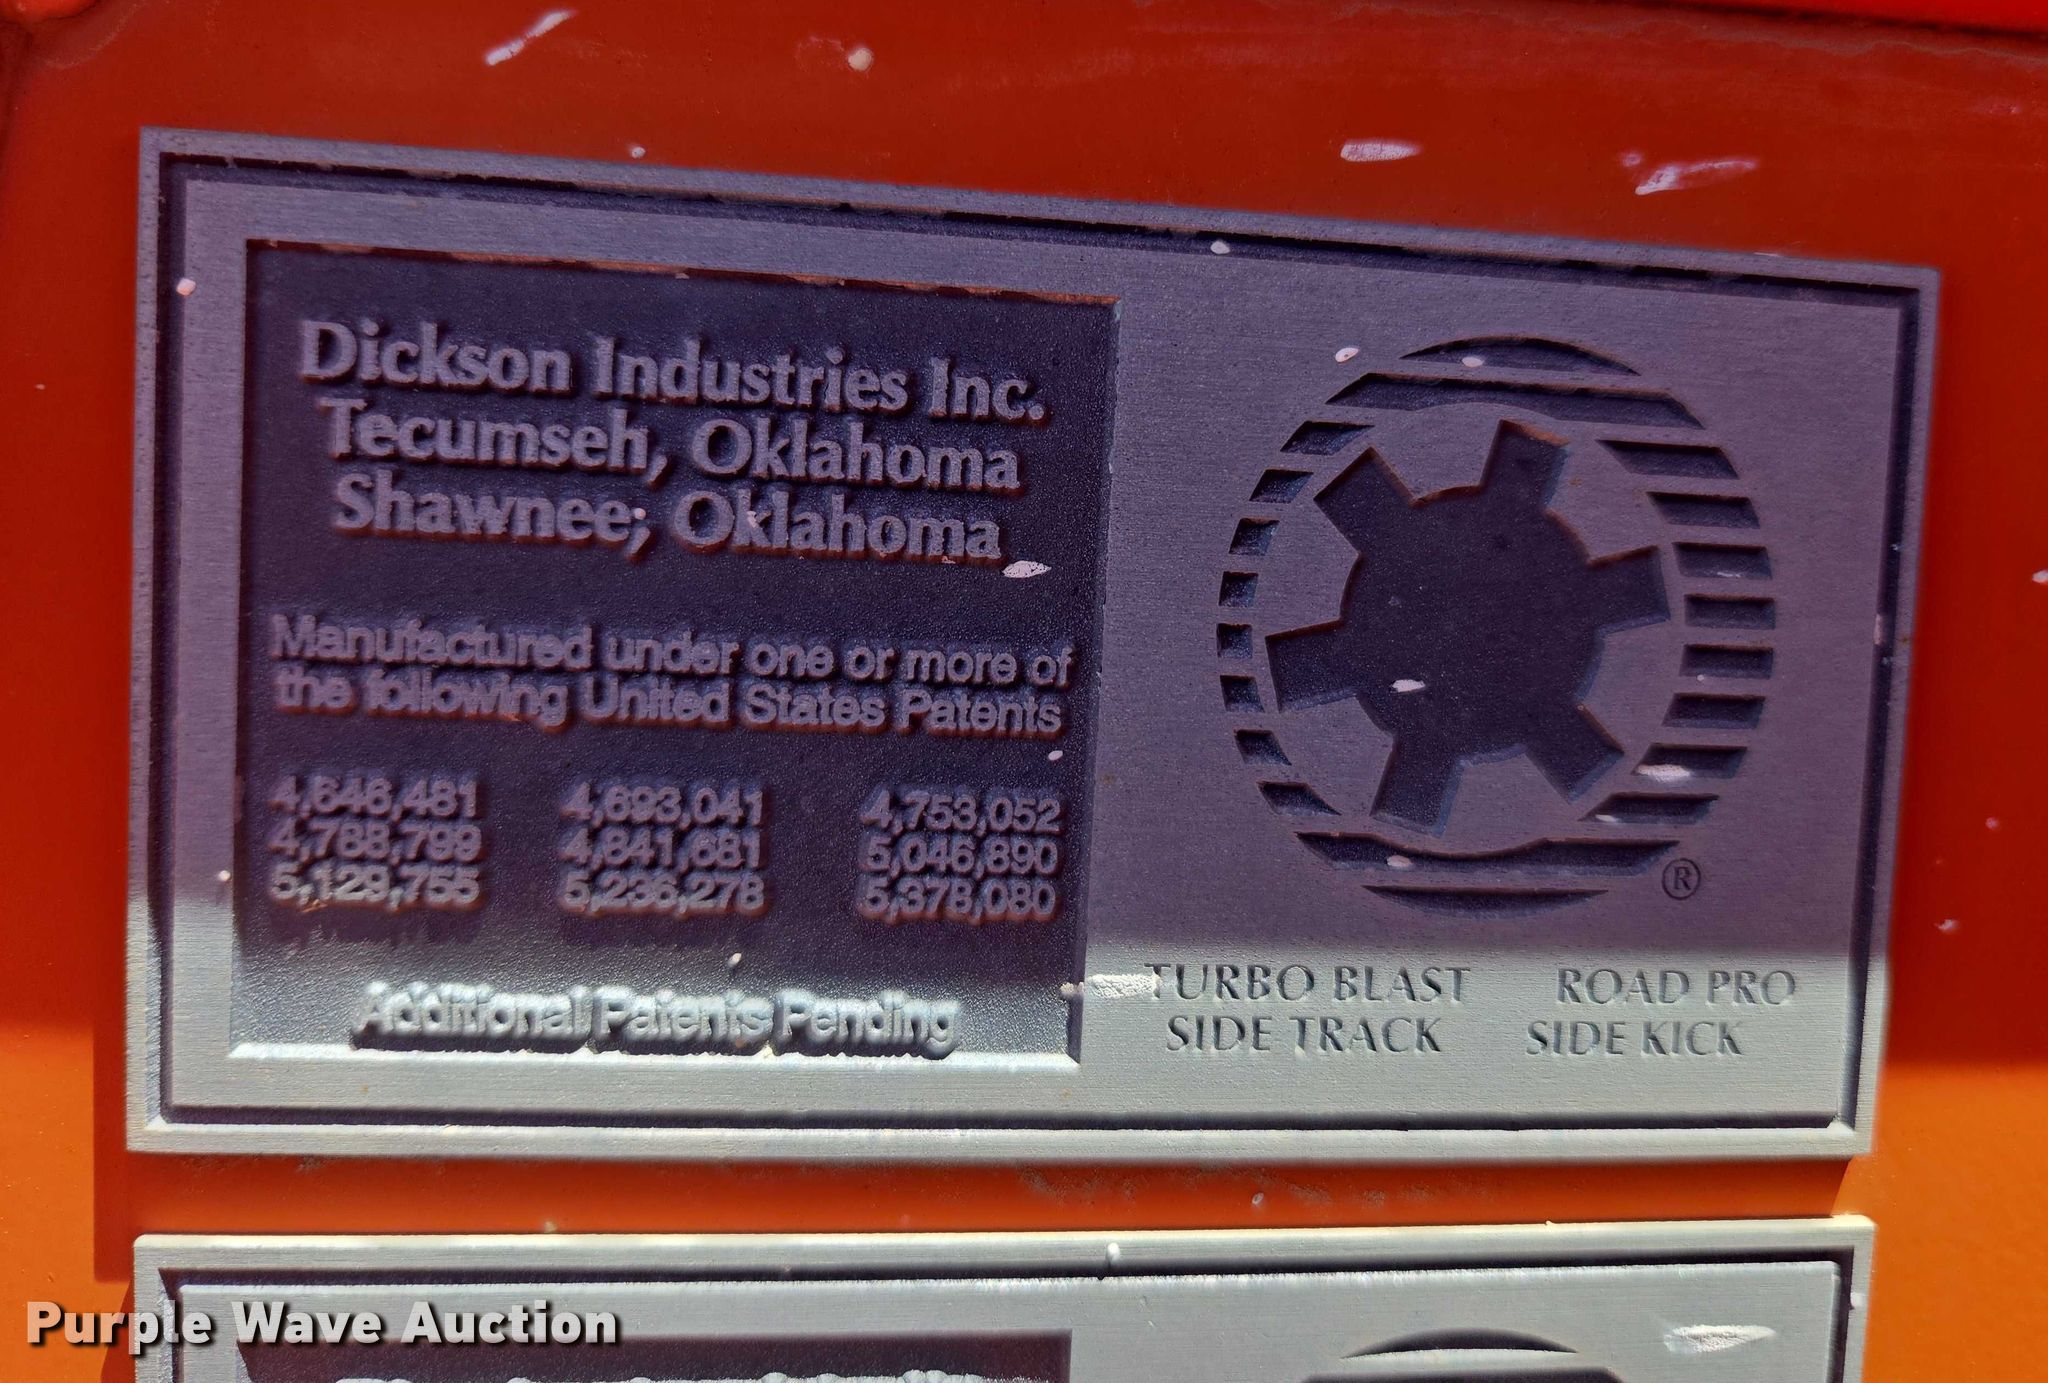 Dickson Industries Inc.
Tecumseh, Oklahoma
Shawnee, Oklahoma
Manufactured under one or more of
the following United States Patents
4,646,481 4,693,041 4,753,052
4,788,799 4,841,681 5,046,890
5,129,755 5,236,278 5,378,080
Additional Patents Pending
®
TURBO BLAST ROAD PRO
SIDE TRACK SIDE KICK
Purple Wave Auction